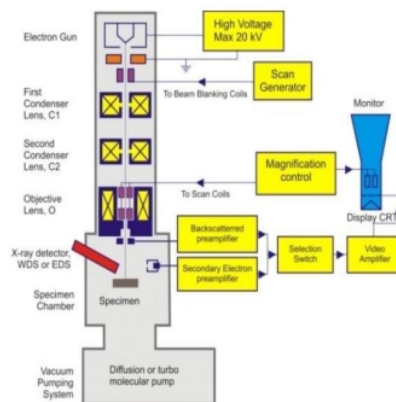 Electron Gun
High Voltage
Max 20 kV
Scan
Generator
To Beam Blanking Coils
First
Condenser
Lens, C1
Monitor
Second
Condenser
Lens, C2
Magnification
control
To Scan Coils
Objective
Lens, O
Display CRT
Backscatterred
preamplifier
X-ray detector,
WDS or EDS
Selection
Switch
Video
Amplifier
Secondary Electron
preamplifier
Specimen
Chamber
Specimen
Vacuum
Pumping
System
Diffusion or turbo
molecular pump